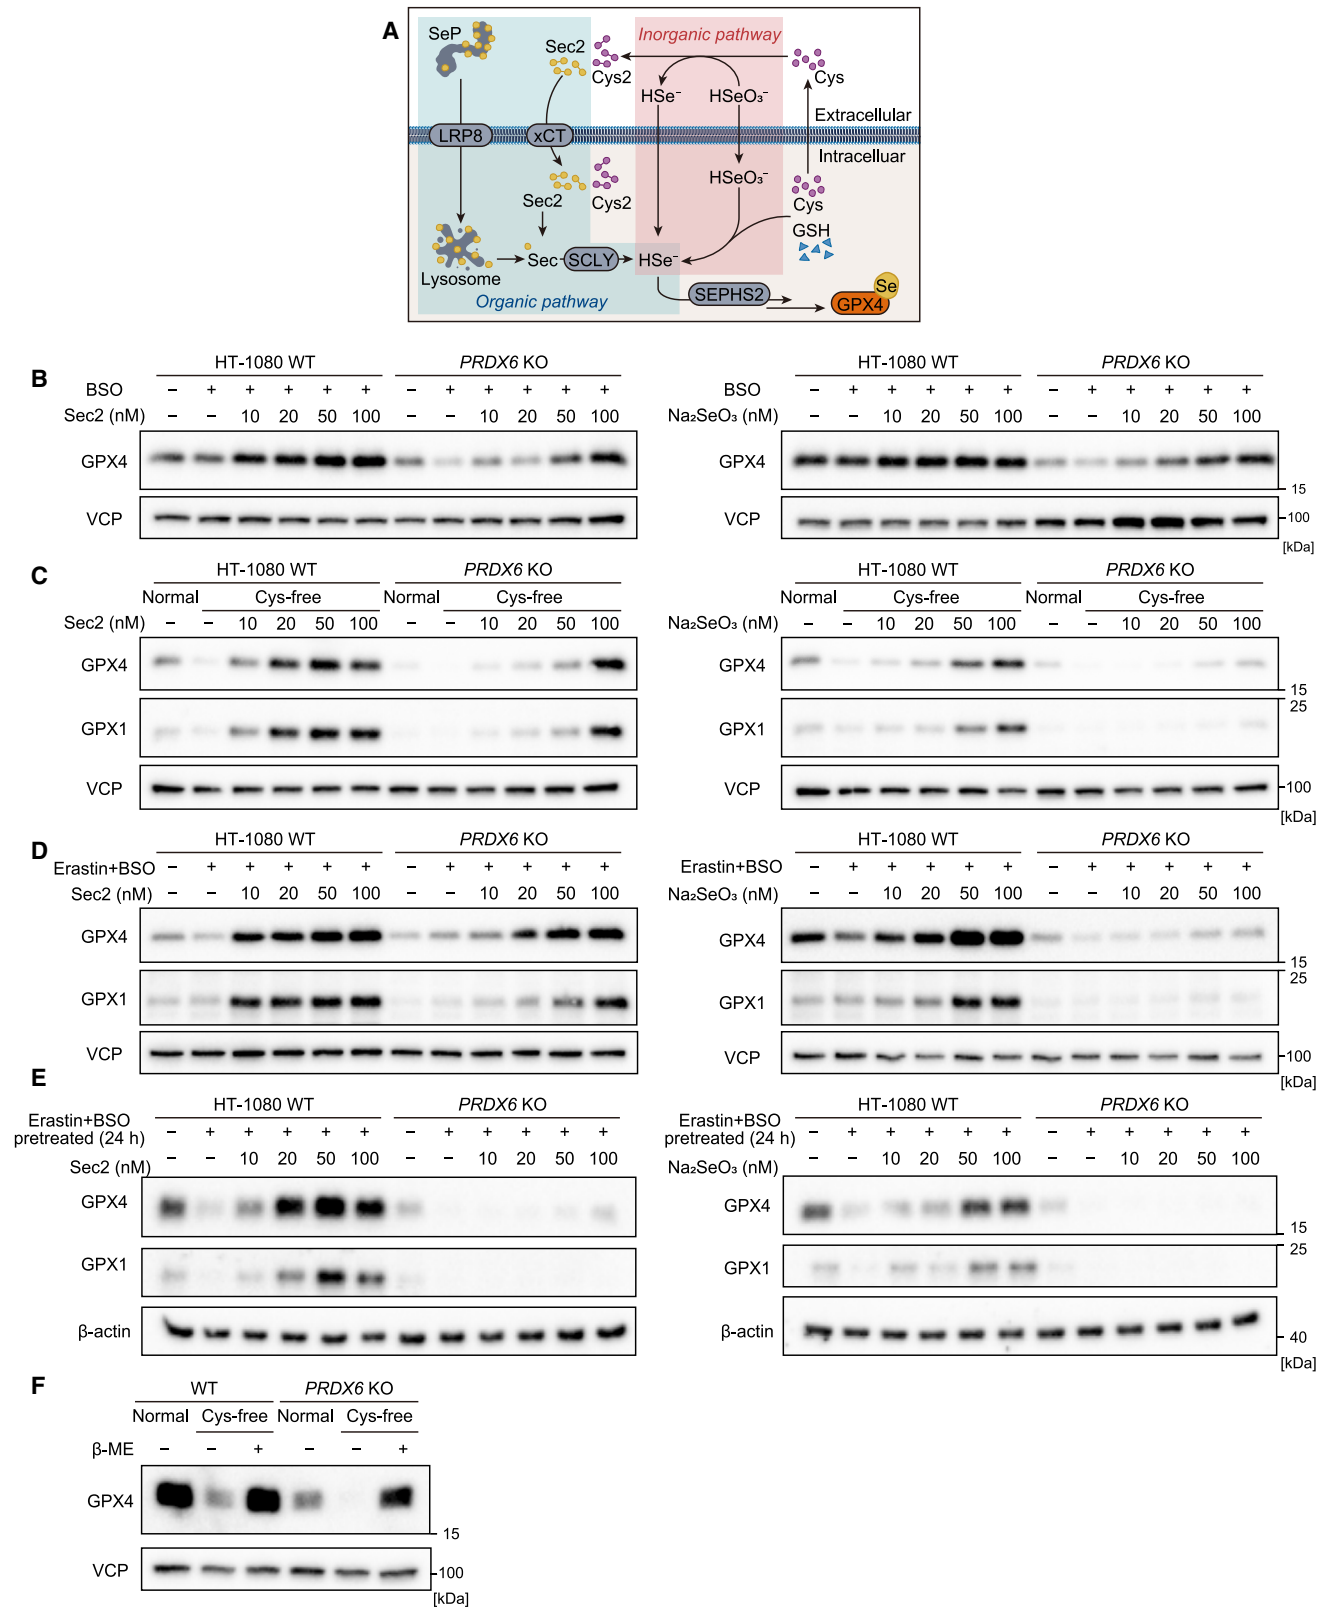 A
SeP
Sec2
Cys2
Inorganic pathway
Cys
HSe⁻
HSeO₃⁻
Extracellular
LRP8
xCT
Intracelluar
HSeO₃⁻
Sec2
Cys2
Cys
GSH
Lysosome
Sec
SCLY
HSe⁻
Organic pathway
SEPHS2
Se
GPX4
B
HT-1080 WT PRDX6 KO
BSO – + + + + + – + + + + +
Sec2 (nM) – – 10 20 50 100 – – 10 20 50 100
GPX4
VCP
HT-1080 WT PRDX6 KO
BSO – + + + + + – + + + + +
Na₂SeO₃ (nM) – – 10 20 50 100 – – 10 20 50 100
GPX4
15
VCP
100
[kDa]
C
HT-1080 WT PRDX6 KO
Normal Cys-free Normal Cys-free
Sec2 (nM) – – 10 20 50 100 – – 10 20 50 100
GPX4
GPX1
VCP
HT-1080 WT PRDX6 KO
Normal Cys-free Normal Cys-free
Na₂SeO₃ (nM) – – 10 20 50 100 – – 10 20 50 100
GPX4
15
25
GPX1
VCP
100
[kDa]
D
HT-1080 WT PRDX6 KO
Erastin+BSO – + + + + + – + + + + +
Sec2 (nM) – – 10 20 50 100 – – 10 20 50 100
GPX4
GPX1
VCP
HT-1080 WT PRDX6 KO
Erastin+BSO – + + + + + – + + + + +
Na₂SeO₃ (nM) – – 10 20 50 100 – – 10 20 50 100
GPX4
15
25
GPX1
VCP
100
[kDa]
E
HT-1080 WT PRDX6 KO
Erastin+BSO
pretreated (24 h) – + + + + + – + + + + +
Sec2 (nM) – – 10 20 50 100 – – 10 20 50 100
GPX4
GPX1
β-actin
HT-1080 WT PRDX6 KO
Erastin+BSO
pretreated (24 h) – + + + + + – + + + + +
Na₂SeO₃ (nM) – – 10 20 50 100 – – 10 20 50 100
GPX4
15
25
GPX1
β-actin
40
[kDa]
F
WT PRDX6 KO
Normal Cys-free Normal Cys-free
β-ME – – + – – +
GPX4
15
VCP
100
[kDa]